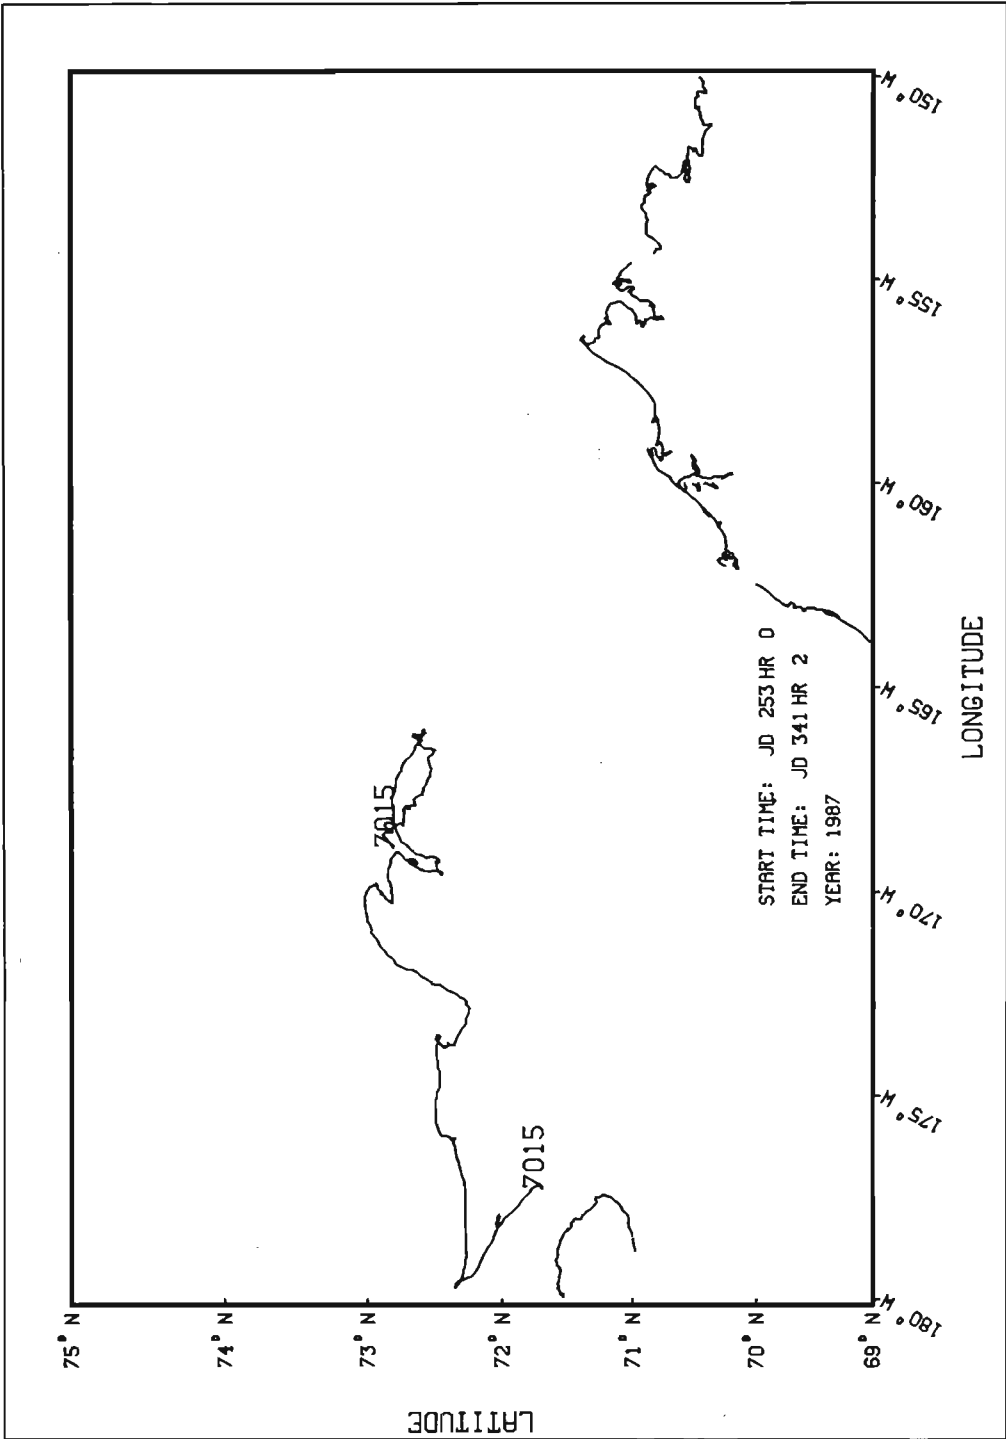 75° N
74° N
73° N
72° N
71° N
70° N
69° N
LATITUDE
7015
7015
START TIME: JD 253 HR 0
END TIME: JD 341 HR 2
YEAR: 1987
180° W
175° W
170° W
165° W
160° W
155° W
150° W
LONGITUDE